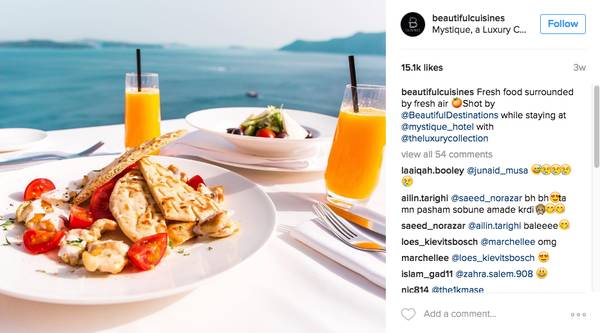 beautifulcuisines
Mystique, a Luxury C...
Follow
15.1k likes
3w
beautifulcuisines Fresh food surrounded
by fresh air 🍊Shot by
@BeautifulDestinations while staying at
@mystique_hotel with
@theluxurycollection
view all 54 comments
laaiqah.booley @junaid_musa 😅😢😢😢
😢
ailin.tarighi @saeed_norazar bh bh😍ta
mn pasham sobune amade krdi🙈😋😋
saeed_norazar @ailin.tarighi baleeee😋
loes_kievitsbosch @marchellee omg
marchellee @loes_kievitsbosch 😍
islam_gad11 @zahra.salem.908 😀
nic814 @the1kmase
Add a comment...